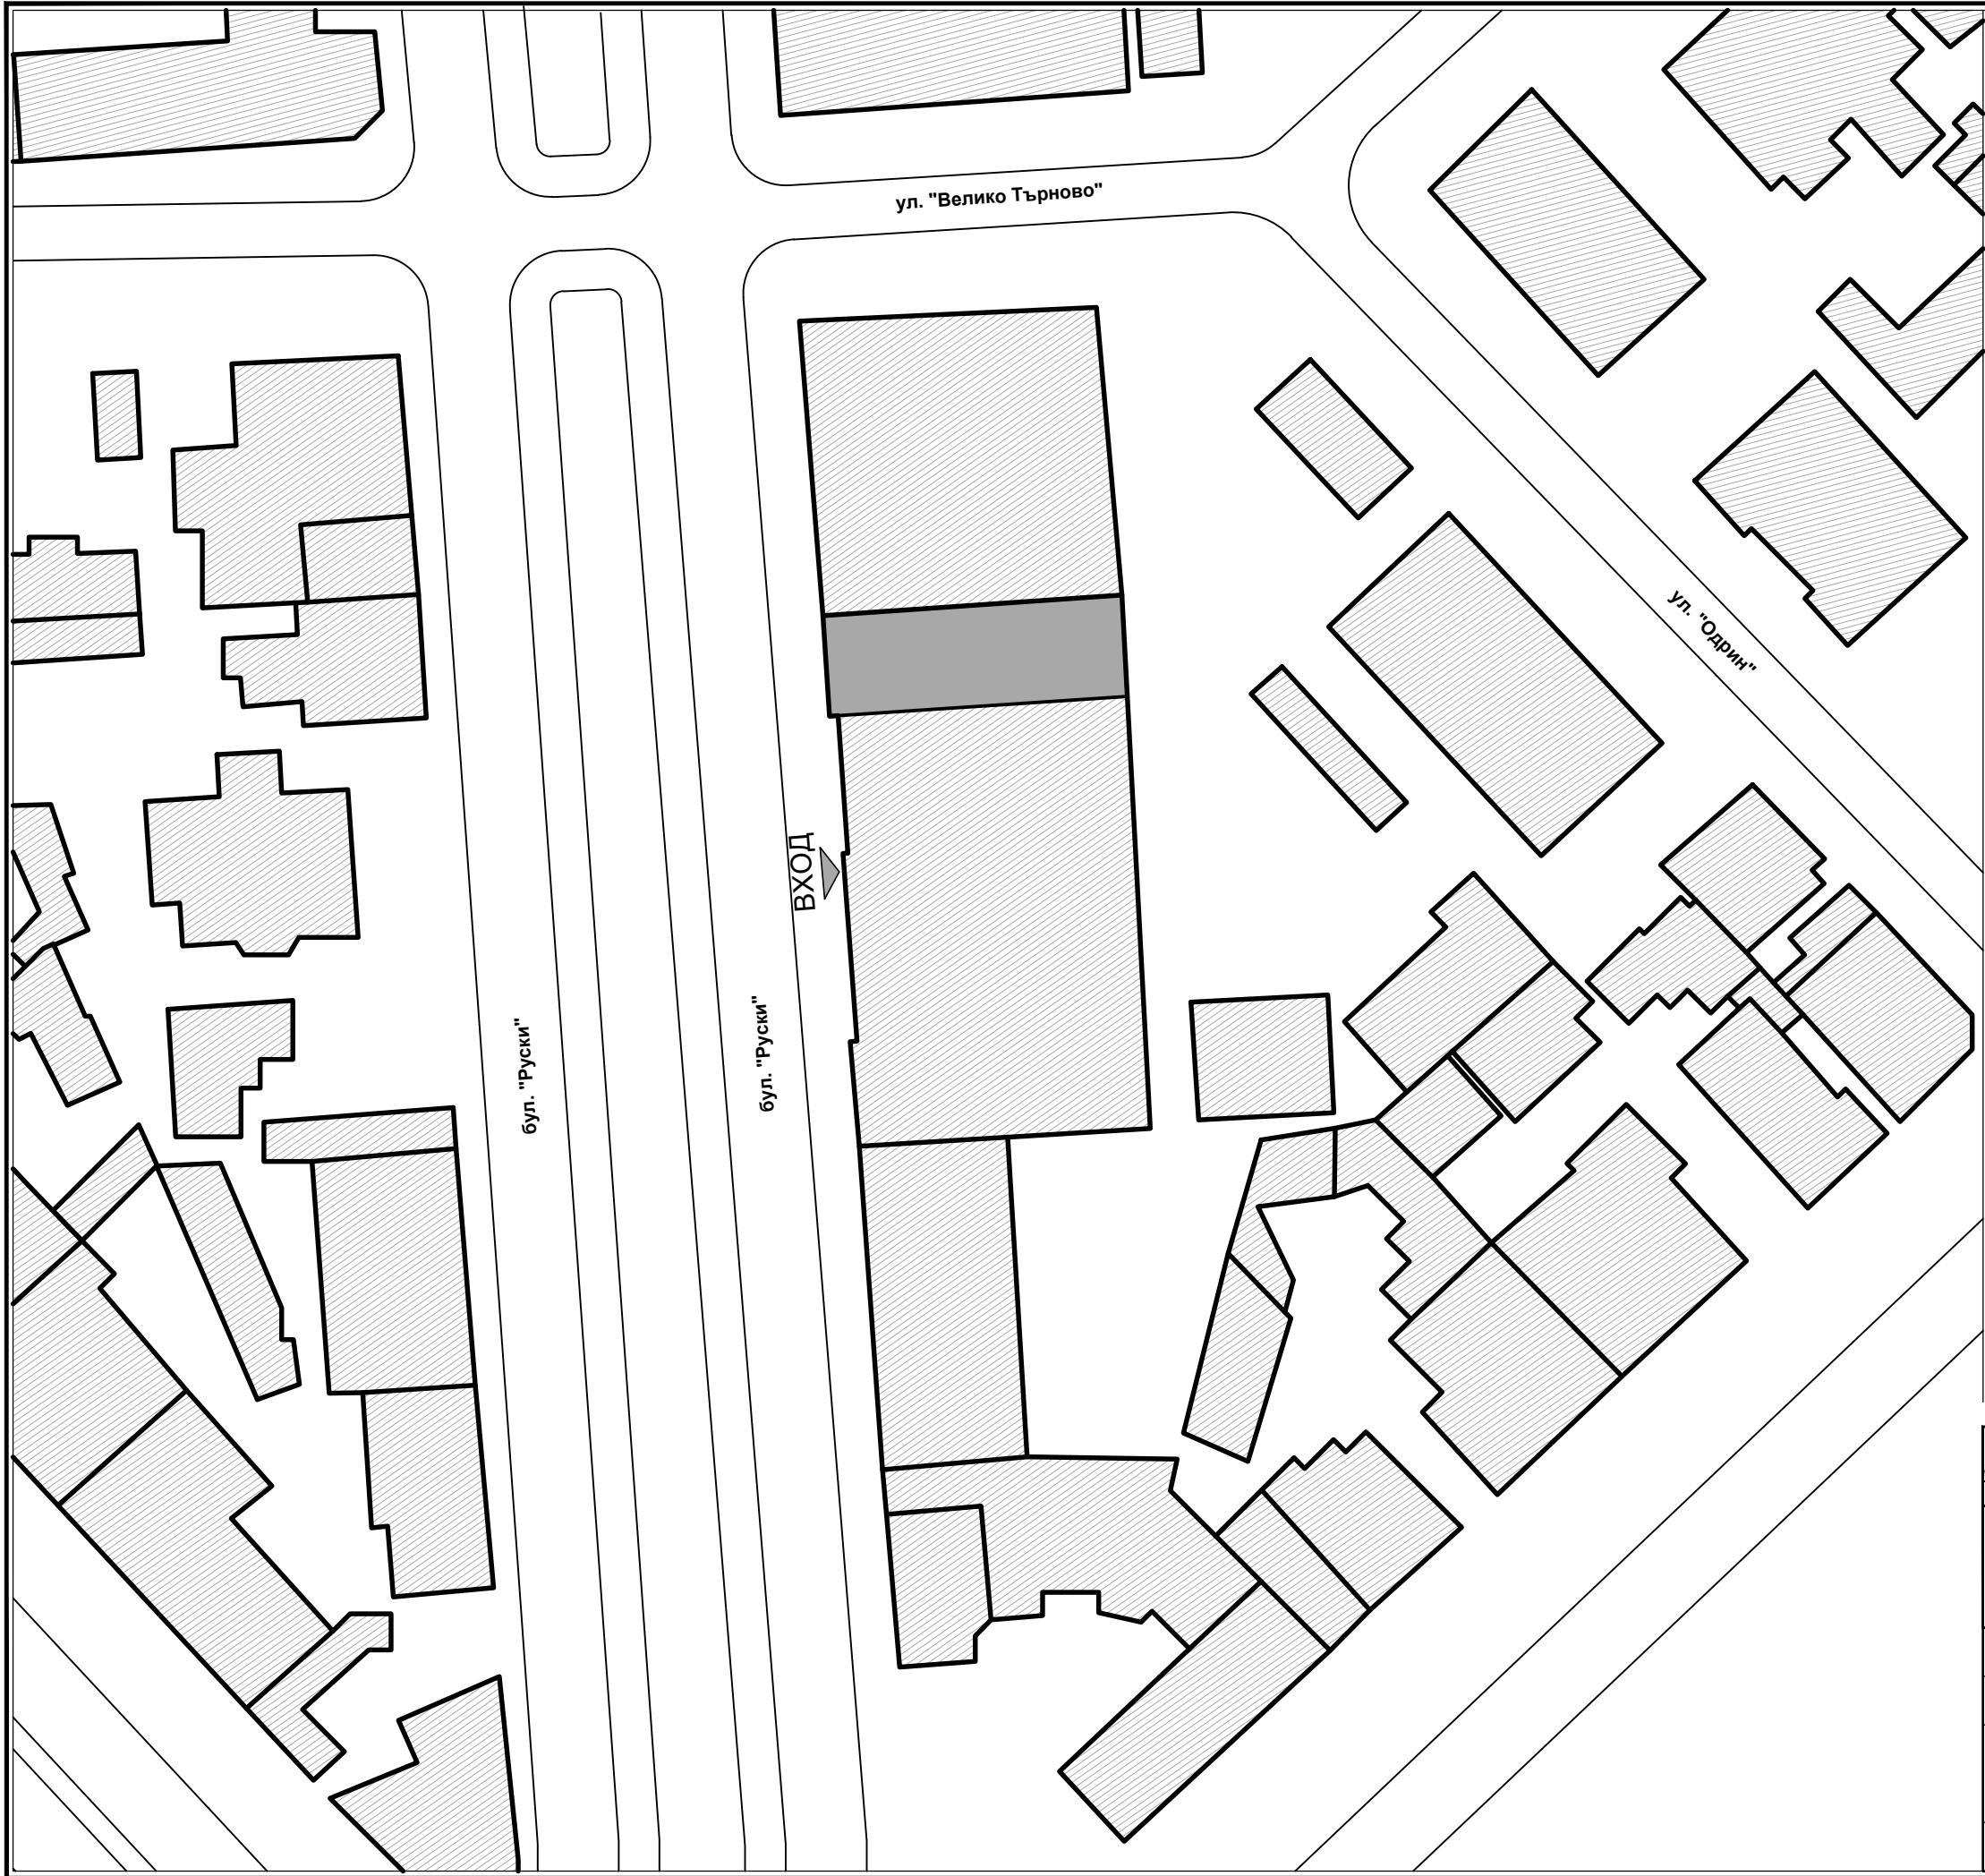 ул. "Велико Търново"
ул. "Одрин"
ВХОД
бул. "Руски"
бул. "Руски"